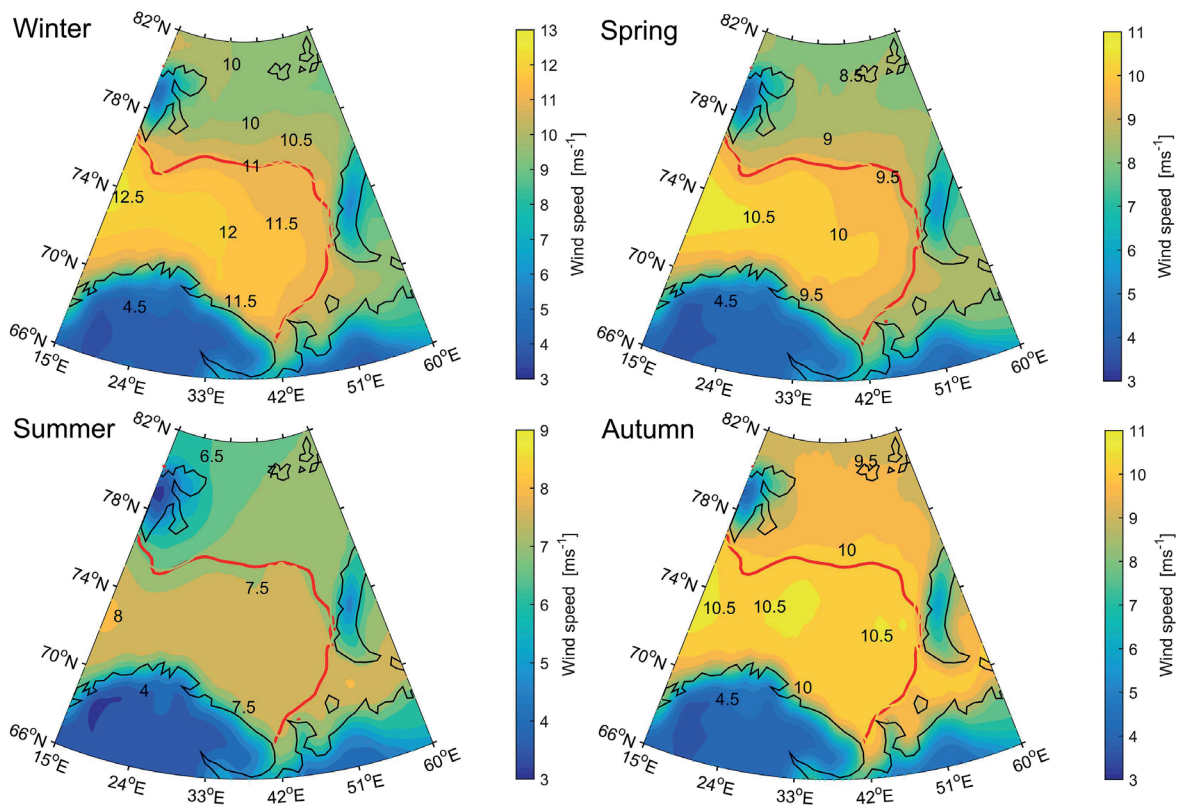 Winter
82°N
78°N
74°N
70°N
66°N
15°E
24°E
33°E
42°E
51°E
60°E
10
10
10.5
11
12.5
11.5
12
11.5
4.5
13
12
11
10
9
8
7
6
5
4
3
Wind speed [ms⁻¹]
Spring
82°N
78°N
74°N
70°N
66°N
15°E
24°E
33°E
42°E
51°E
60°E
8.5
9
9.5
10.5
10
9.5
4.5
11
10
9
8
7
6
5
4
3
Wind speed [ms⁻¹]
Summer
82°N
78°N
74°N
70°N
66°N
15°E
24°E
33°E
42°E
51°E
60°E
6.5
7.5
8
4
7.5
9
8
7
6
5
4
3
Wind speed [ms⁻¹]
Autumn
82°N
78°N
74°N
70°N
66°N
15°E
24°E
33°E
42°E
51°E
60°E
9.5
10
10.5
10.5
10.5
10
4.5
11
10
9
8
7
6
5
4
3
Wind speed [ms⁻¹]